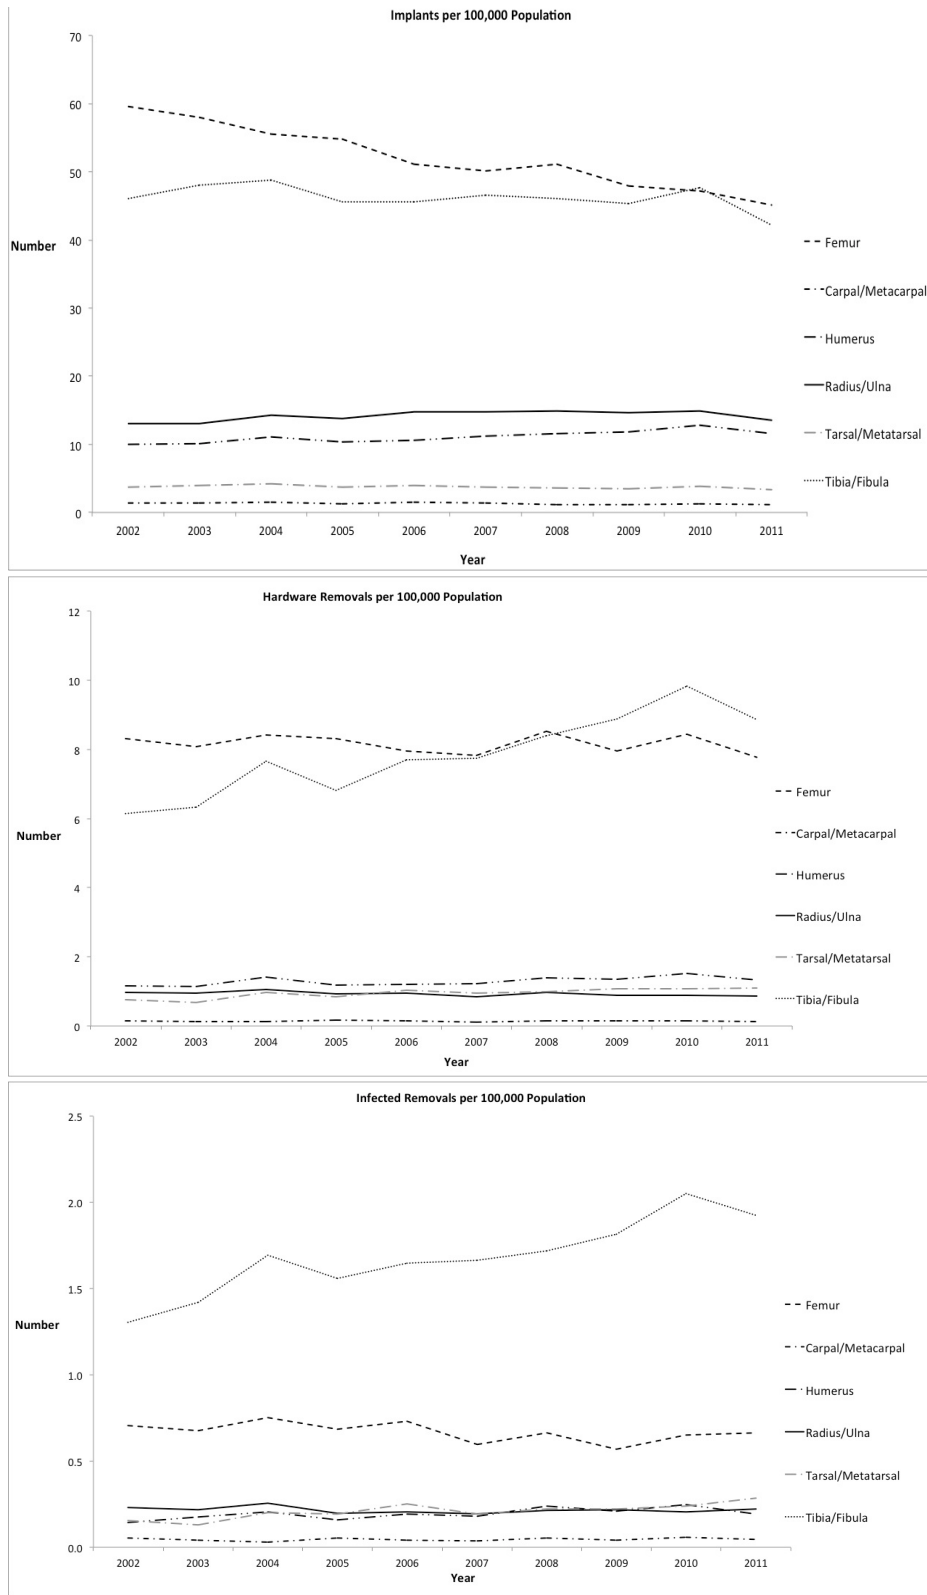 Implants per 100,000 Population
70
60
50
40
30
20
10
0
Number
2002 2003 2004 2005 2006 2007 2008 2009 2010 2011
Year
Femur
Carpal/Metacarpal
Humerus
Radius/Ulna
Tarsal/Metatarsal
Tibia/Fibula
Hardware Removals per 100,000 Population
12
10
8
6
4
2
0
Number
2002 2003 2004 2005 2006 2007 2008 2009 2010 2011
Year
Femur
Carpal/Metacarpal
Humerus
Radius/Ulna
Tarsal/Metatarsal
Tibia/Fibula
Infected Removals per 100,000 Population
2.5
2.0
1.5
1.0
0.5
0.0
Number
2002 2003 2004 2005 2006 2007 2008 2009 2010 2011
Year
Femur
Carpal/Metacarpal
Humerus
Radius/Ulna
Tarsal/Metatarsal
Tibia/Fibula